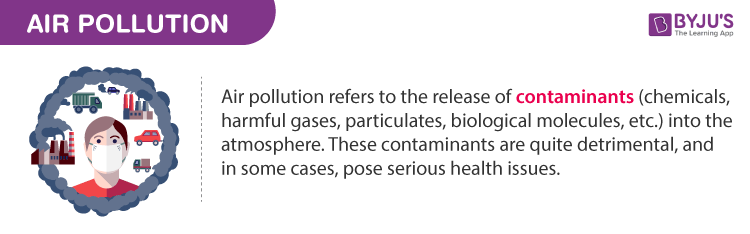 AIR POLLUTION
BYJU'S
The Learning App
Air pollution refers to the release of contaminants (chemicals,
harmful gases, particulates, biological molecules, etc.) into the
atmosphere. These contaminants are quite detrimental, and
in some cases, pose serious health issues.